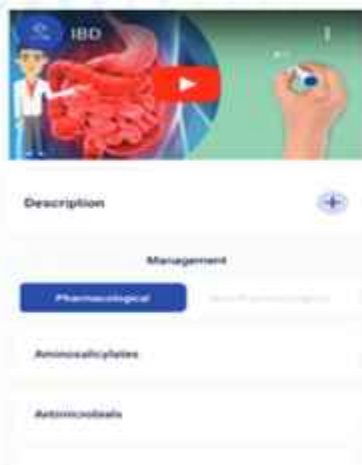 IBD
Description
Management
Pharmacological
Aminosalicylates
Antimicrobials